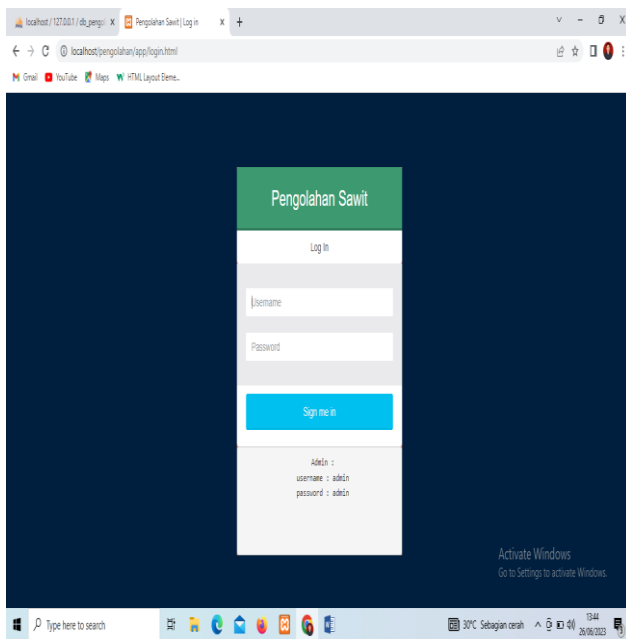 localhost / 127.0.0.1 / db_pengol
Pengolahan Sawit | Log in
localhost/pengolahan/app/login.html
Gmail
YouTube
Maps
HTML Layout Eleme...
Pengolahan Sawit
Log In
Username
Password
Sign me in
Admin :
username : admin
password : admin
Activate Windows
Go to Settings to activate Windows.
Type here to search
30°C Sebagian cerah
13:44
26/06/2023